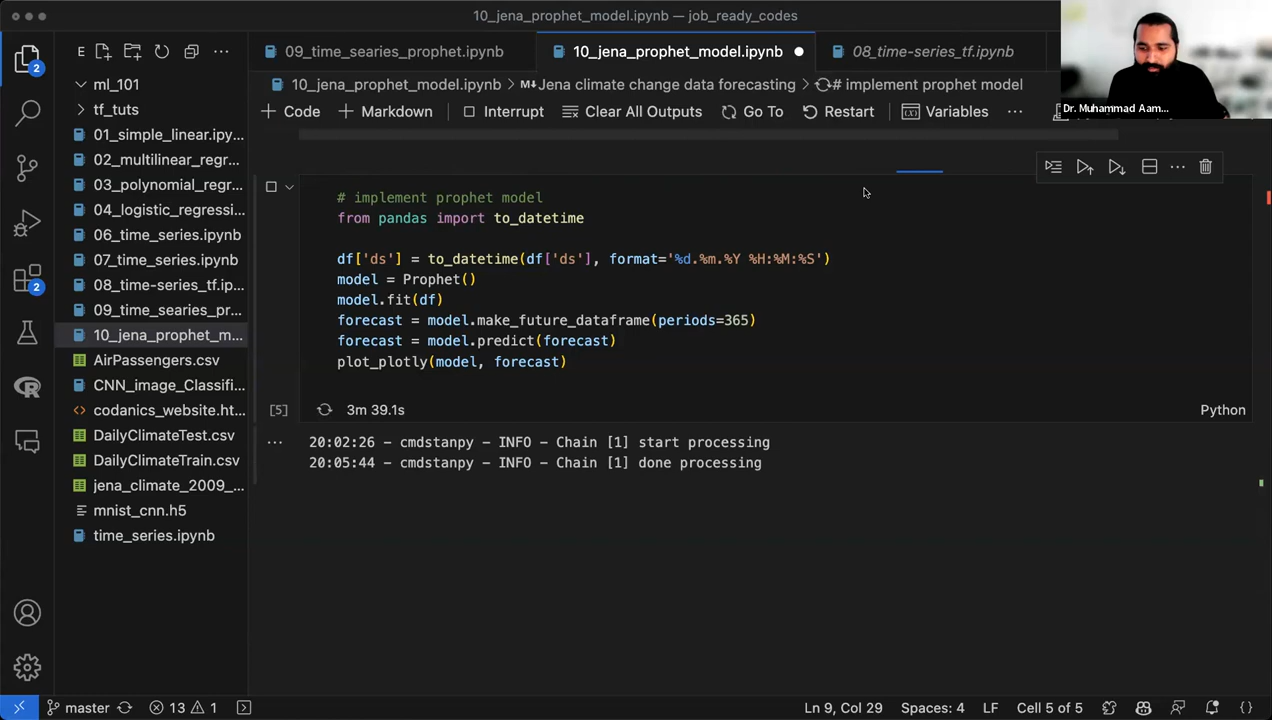 10_jena_prophet_model.ipynb — job_ready_codes
E
09_time_searies_prophet.ipynb
10_jena_prophet_model.ipynb
08_time-series_tf.ipynb
10_jena_prophet_model.ipynb > M↓ Jena climate change data forecasting > # implement prophet model
+ Code + Markdown Interrupt Clear All Outputs Go To Restart Variables ...
Dr. Muhammad Aam...
2
ml_101
tf_tuts
01_simple_linear.ipy...
02_multilinear_regr...
03_polynomial_regr...
04_logistic_regressi...
06_time_series.ipynb
07_time_series.ipynb
08_time-series_tf.ip...
09_time_searies_pr...
10_jena_prophet_m...
AirPassengers.csv
CNN_image_Classifi...
codanics_website.ht...
DailyClimateTest.csv
DailyClimateTrain.csv
jena_climate_2009_...
mnist_cnn.h5
time_series.ipynb
2
# implement prophet model
from pandas import to_datetime
df['ds'] = to_datetime(df['ds'], format='%d.%m.%Y %H:%M:%S')
model = Prophet()
model.fit(df)
forecast = model.make_future_dataframe(periods=365)
forecast = model.predict(forecast)
plot_plotly(model, forecast)
[5] 3m 39.1s Python
20:02:26 - cmdstanpy - INFO - Chain [1] start processing
20:05:44 - cmdstanpy - INFO - Chain [1] done processing
master 13 1 Ln 9, Col 29 Spaces: 4 LF Cell 5 of 5